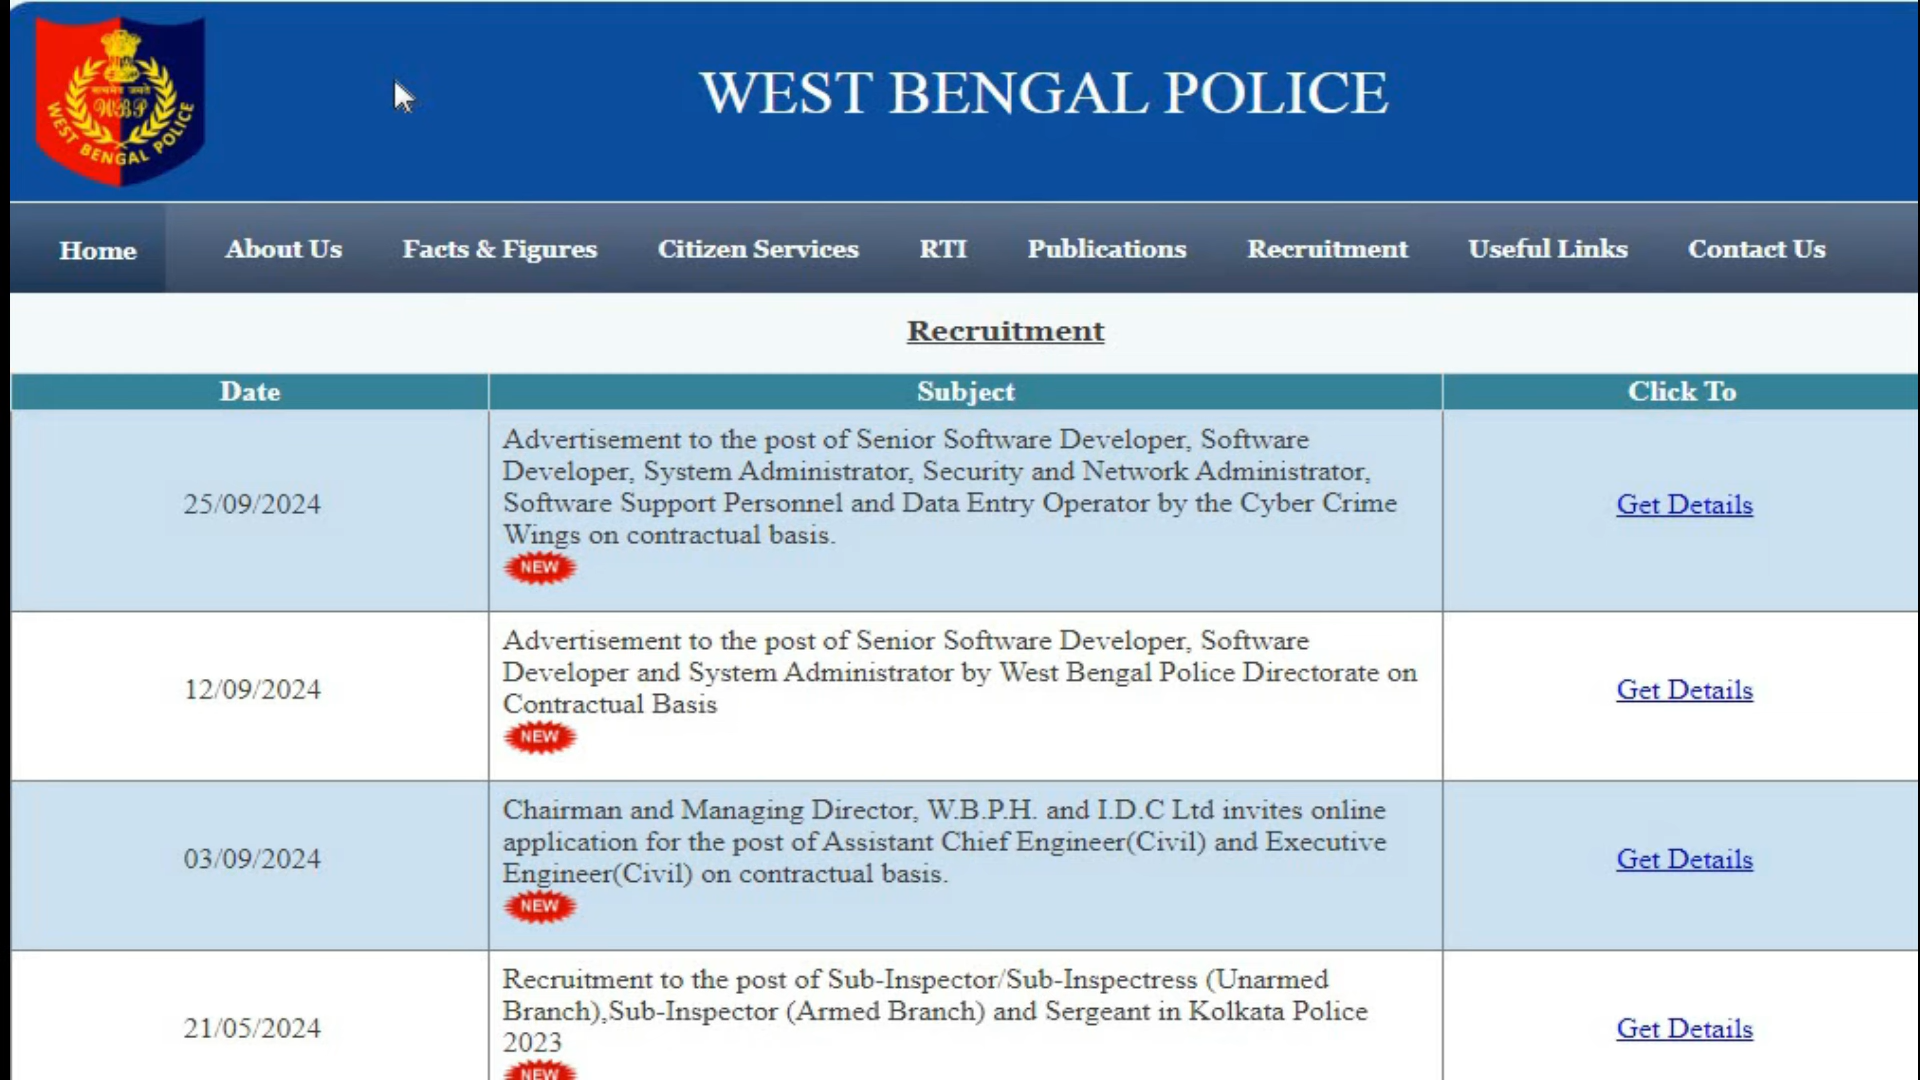 WEST BENGAL POLICE
WBP
WEST BENGAL POLICE
Home About Us Facts & Figures Citizen Services RTI Publications Recruitment Useful Links Contact Us
Recruitment
Date Subject Click To
Advertisement to the post of Senior Software Developer, Software
Developer, System Administrator, Security and Network Administrator,
25/09/2024 Software Support Personnel and Data Entry Operator by the Cyber Crime Get Details
Wings on contractual basis.
NEW
Advertisement to the post of Senior Software Developer, Software
12/09/2024 Developer and System Administrator by West Bengal Police Directorate on Get Details
Contractual Basis
NEW
Chairman and Managing Director, W.B.P.H. and I.D.C Ltd invites online
03/09/2024 application for the post of Assistant Chief Engineer(Civil) and Executive Get Details
Engineer(Civil) on contractual basis.
NEW
Recruitment to the post of Sub-Inspector/Sub-Inspectress (Unarmed
21/05/2024 Branch),Sub-Inspector (Armed Branch) and Sergeant in Kolkata Police Get Details
2023
NEW